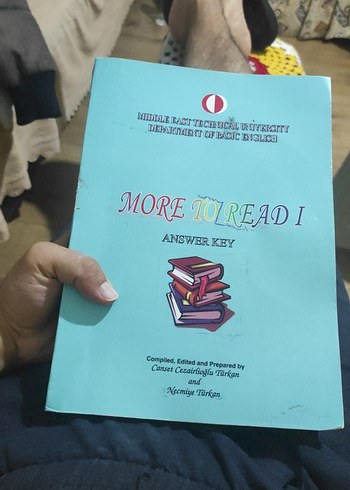 MIDDLE EAST TECHNICAL UNIVERSITY
DEPARTMENT OF BASIC ENGLISH
MORE TO READ I
ANSWER KEY
Compiled, Edited and Prepared by
Canset Cezairlioğlu Türkan
and
Necmiye Türkan